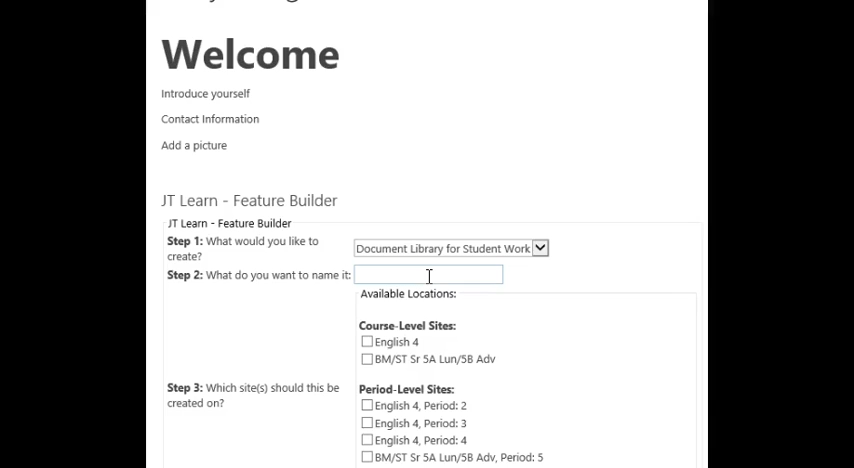 Welcome
Introduce yourself
Contact Information
Add a picture
JT Learn - Feature Builder
JT Learn - Feature Builder
Step 1: What would you like to create?
Document Library for Student Work
Step 2: What do you want to name it:
Available Locations:
Course-Level Sites:
English 4
BM/ST Sr 5A Lun/5B Adv
Step 3: Which site(s) should this be created on?
Period-Level Sites:
English 4, Period: 2
English 4, Period: 3
English 4, Period: 4
BM/ST Sr 5A Lun/5B Adv, Period: 5